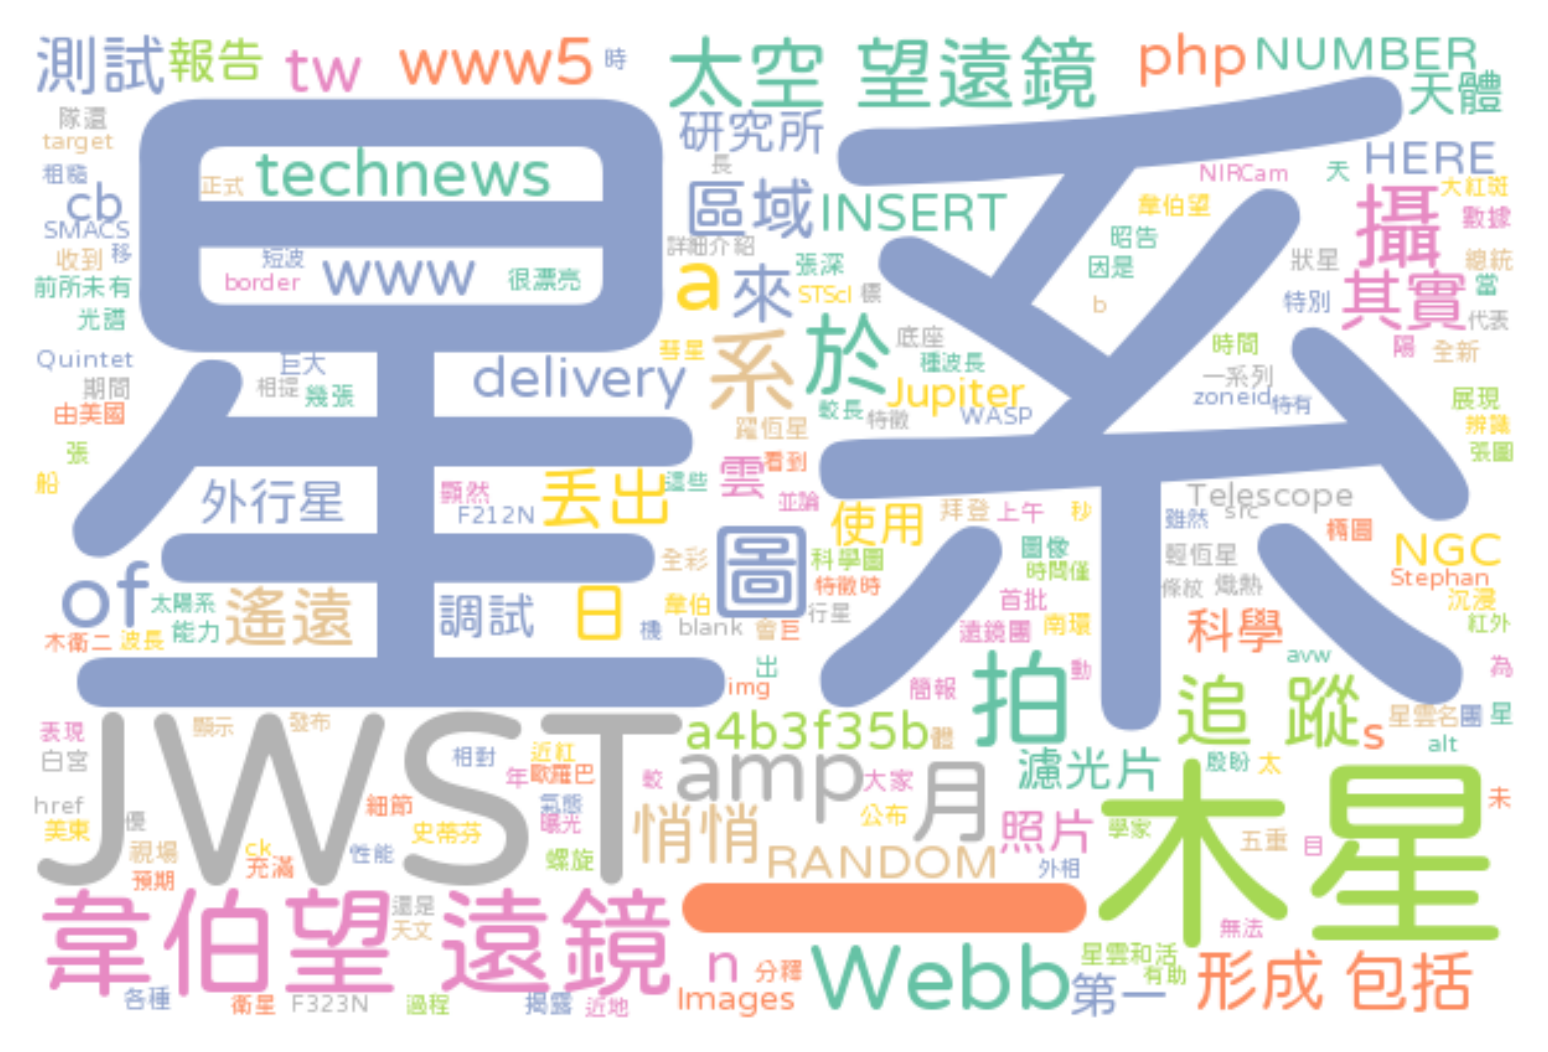 測試 報告 tw www5 時 太空 望遠鏡 php NUMBER
天體
隊還
target
研究所
長
HERE
technews
正式
粗糙
cb
SMACS
NIRCam
天
大紅斑
區域 INSERT
韋伯望
攝
數據
收到 移
前所未有
短波
border
www
很漂亮
詳細介紹
a 來
張深
STScI 標
昭告
因是
b
狀星
特別
總統
當
其實
代表
光譜
星系
Quintet
期間
由美國
巨大
相提
幾張
delivery
彗星
系 於
底座
種波長
Jupiter
較長 特徵
WASP
時間
一系列
zoneid 特有
陽
全新
展現
辨識
張圖
張
船
躍恆星
雲 看到
並論
外行星
顯然
F212N
丟出
這些
使用
拜登 上午
秒
Telescope
src
雖然
橢圓
NGC
Stephan
沉浸
紅外
of
太陽系
能力
遙遠
調試
日
機
全彩
韋伯
blank
圖
科學圖
特徵時
行星
會 巨
圖像
時間僅
首批
遠鏡團
南環
輕恆星
條紋 熾熱
科學
avw
為
木衛二 波長
出
img
簡報
拍
動
追蹤
s
星雲名 團 星
alt
表現
白宮
顯示
發布
JWST
相對
近紅
年 歐羅巴
a4b3f35b 體
較
amp
大家
月
濾光片
殷盼 太
木星
未
href
美東
優
視場
預期
ck
充滿
細節
性能
史蒂芬
氣態
曝光
螺旋
悄悄
公布
RANDOM
照片
外相
學家
五重
目
韋伯望遠鏡
還是
天文
一
無法
各種
衛星
F323N
過程
揭露
近地
n
分釋
Images
Webb
星雲和活
有助
第一
形成 包括